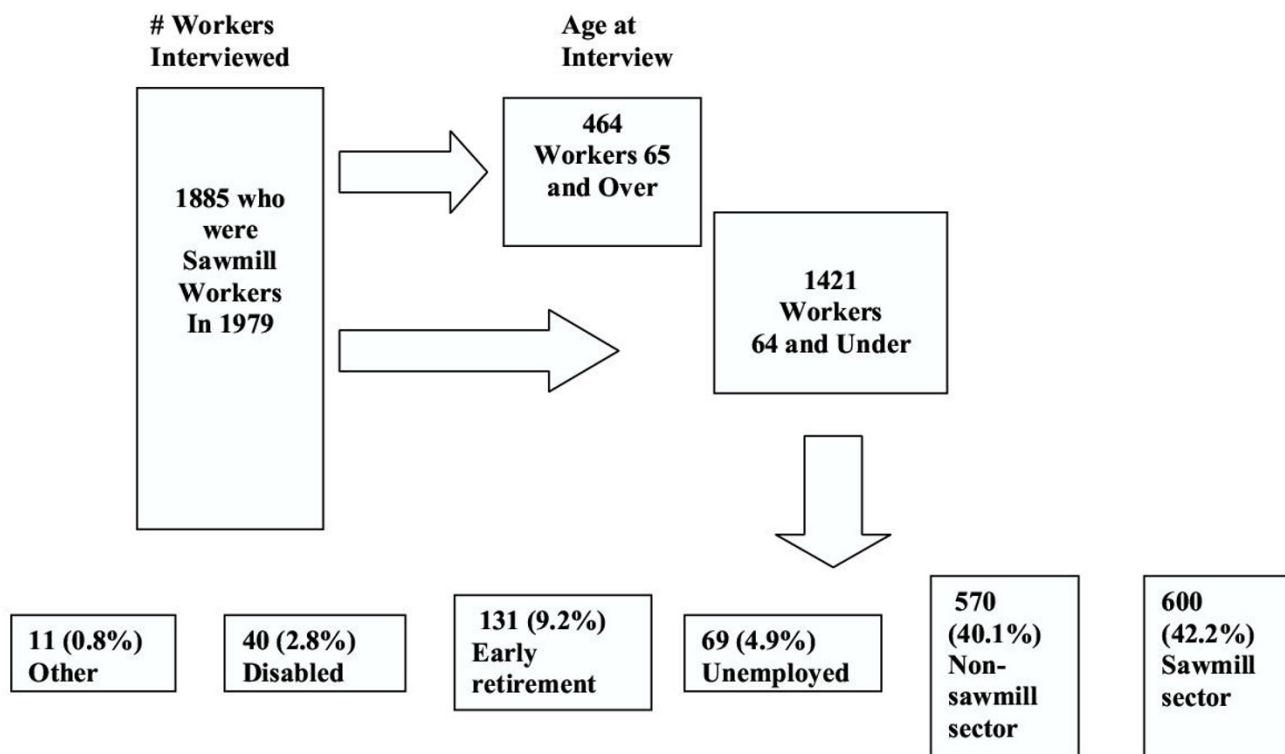 # Workers
Interviewed
Age at
Interview
1885 who
were
Sawmill
Workers
In 1979
464
Workers 65
and Over
1421
Workers
64 and Under
11 (0.8%)
Other
40 (2.8%)
Disabled
131 (9.2%)
Early
retirement
69 (4.9%)
Unemployed
570
(40.1%)
Non-
sawmill
sector
600
(42.2%)
Sawmill
sector